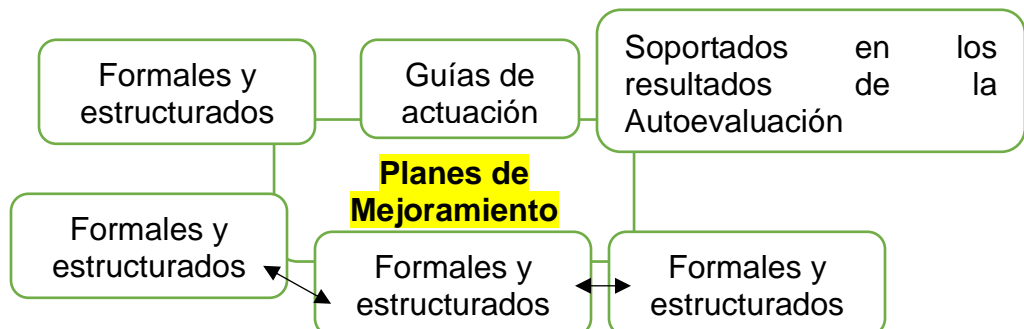 Formales y
estructurados
Guías de
actuación
Soportados en los
resultados de la
Autoevaluación
Planes de
Mejoramiento
Formales y
estructurados
Formales y
estructurados
Formales y
estructurados